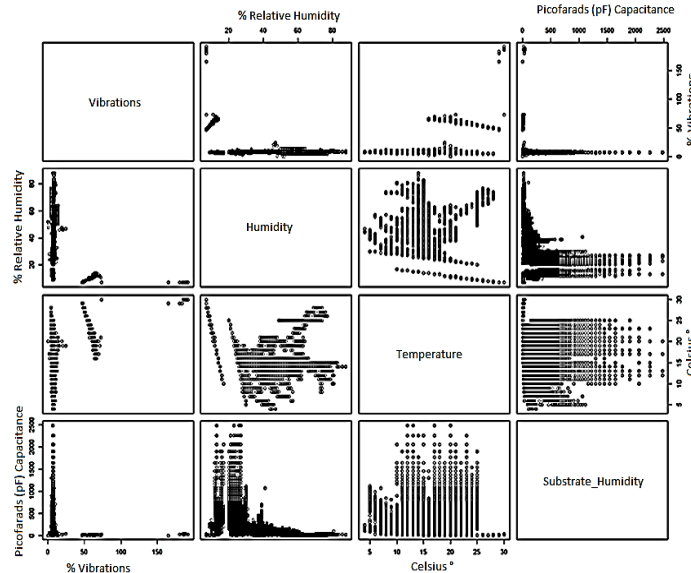 Picofarads (pF) Capacitance
% Relative Humidity
20 40 60 80
0 500 1000 1500 2000 2500
Vibrations
0 50 100 150
% Vibrations
% Relative Humidity
20 40 60 80
Humidity
Temperature
5 10 15 20 25 30
Celsius °
Picofarads (pF) Capacitance
0 500 1000 1500 2000 2500
Substrate_Humidity
0 50 100 150
% Vibrations
5 10 15 20 25 30
Celsius °